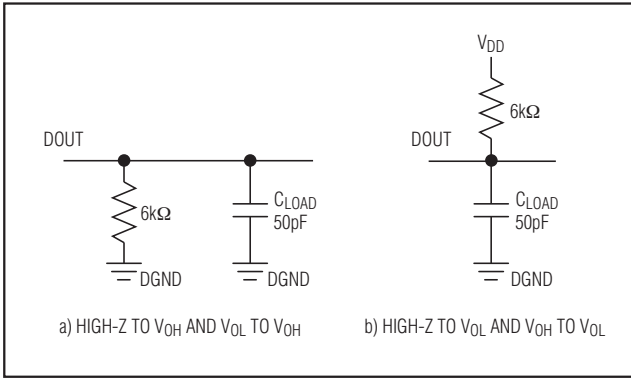 DOUT
6kΩ
DGND
CLOAD
50pF
DGND
a) HIGH-Z TO VOH AND VOL TO VOH
VDD
6kΩ
DOUT
CLOAD
50pF
DGND
b) HIGH-Z TO VOL AND VOH TO VOL